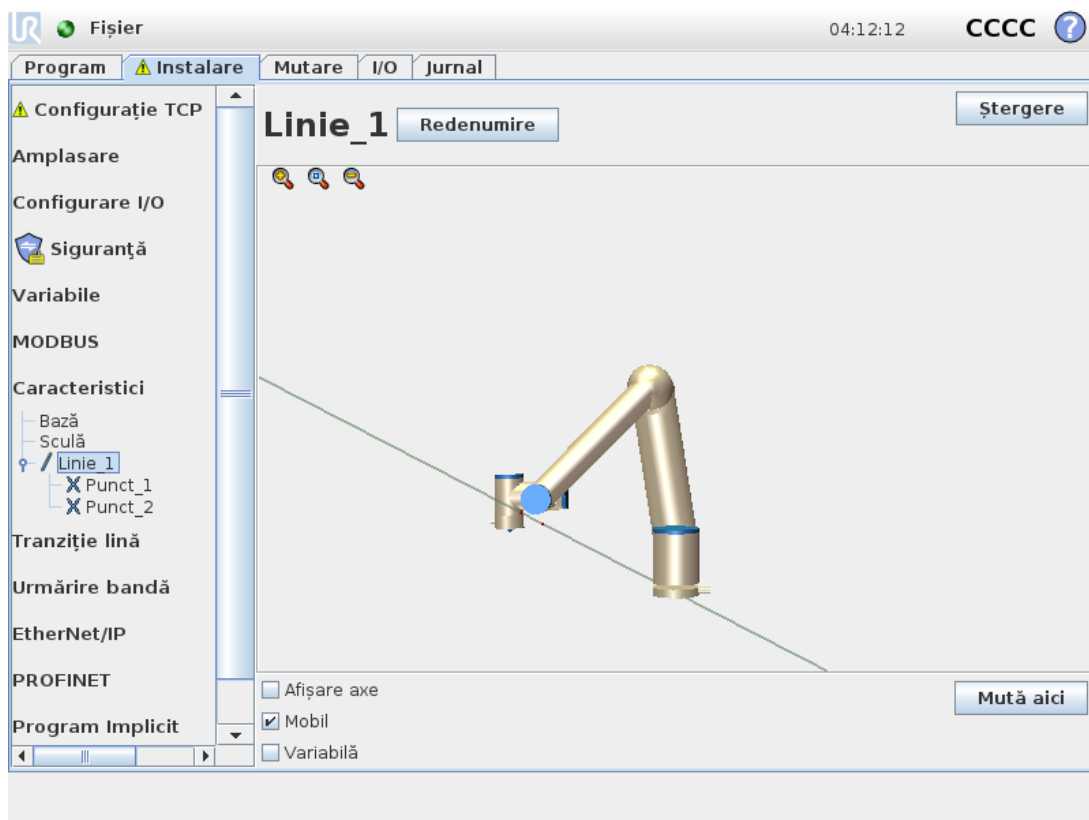 UR
Fișier
04:12:12
CCCC
?
Program
Instalare
Mutare
I/O
Jurnal
Configurație TCP
Amplasare
Configurare I/O
Siguranță
Variabile
MODBUS
Caracteristici
Bază
Sculă
Linie_1
Punct_1
Punct_2
Tranziție lină
Urmărire bandă
EtherNet/IP
PROFINET
Program Implicit
Linie_1
Redenumire
Ștergere
Afișare axe
Mobil
Variabilă
Mută aici